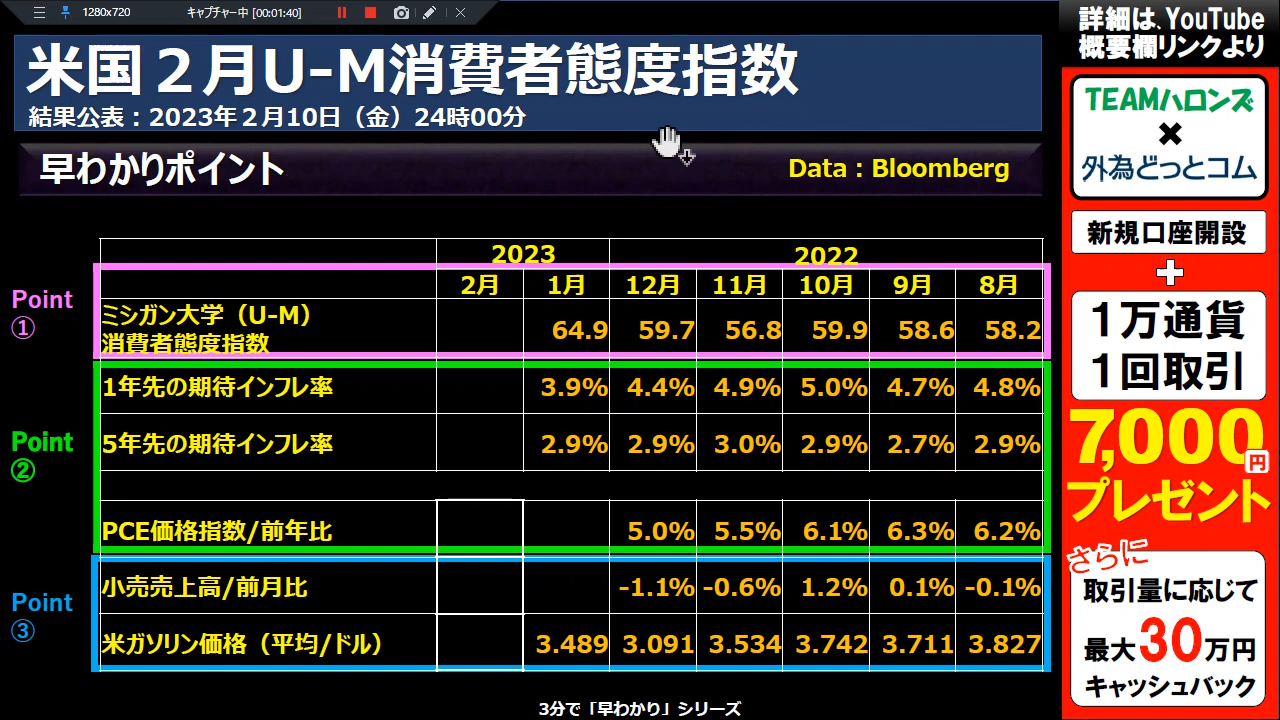 1280x720
キャプチャー中 [00:01:40]
米国２月U-M消費者態度指数
結果公表：2023年２月10日（金）24時00分
早わかりポイント
Data : Bloomberg
2023 2022
2月 1月 12月 11月 10月 9月 8月
Point
①
ミシガン大学（U-M）
消費者態度指数 64.9 59.7 56.8 59.9 58.6 58.2
1年先の期待インフレ率 3.9% 4.4% 4.9% 5.0% 4.7% 4.8%
Point
②
5年先の期待インフレ率 2.9% 2.9% 3.0% 2.9% 2.7% 2.9%
PCE価格指数/前年比 5.0% 5.5% 6.1% 6.3% 6.2%
小売売上高/前月比 -1.1% -0.6% 1.2% 0.1% -0.1%
Point
③
米ガソリン価格（平均/ドル） 3.489 3.091 3.534 3.742 3.711 3.827
3分で「早わかり」シリーズ
詳細は、YouTube
概要欄リンクより
TEAMハロンズ
×
外為どっとコム
新規口座開設
+
１万通貨
１回取引
7,000円
プレゼント
さらに
取引量に応じて
最大30万円
キャッシュバック